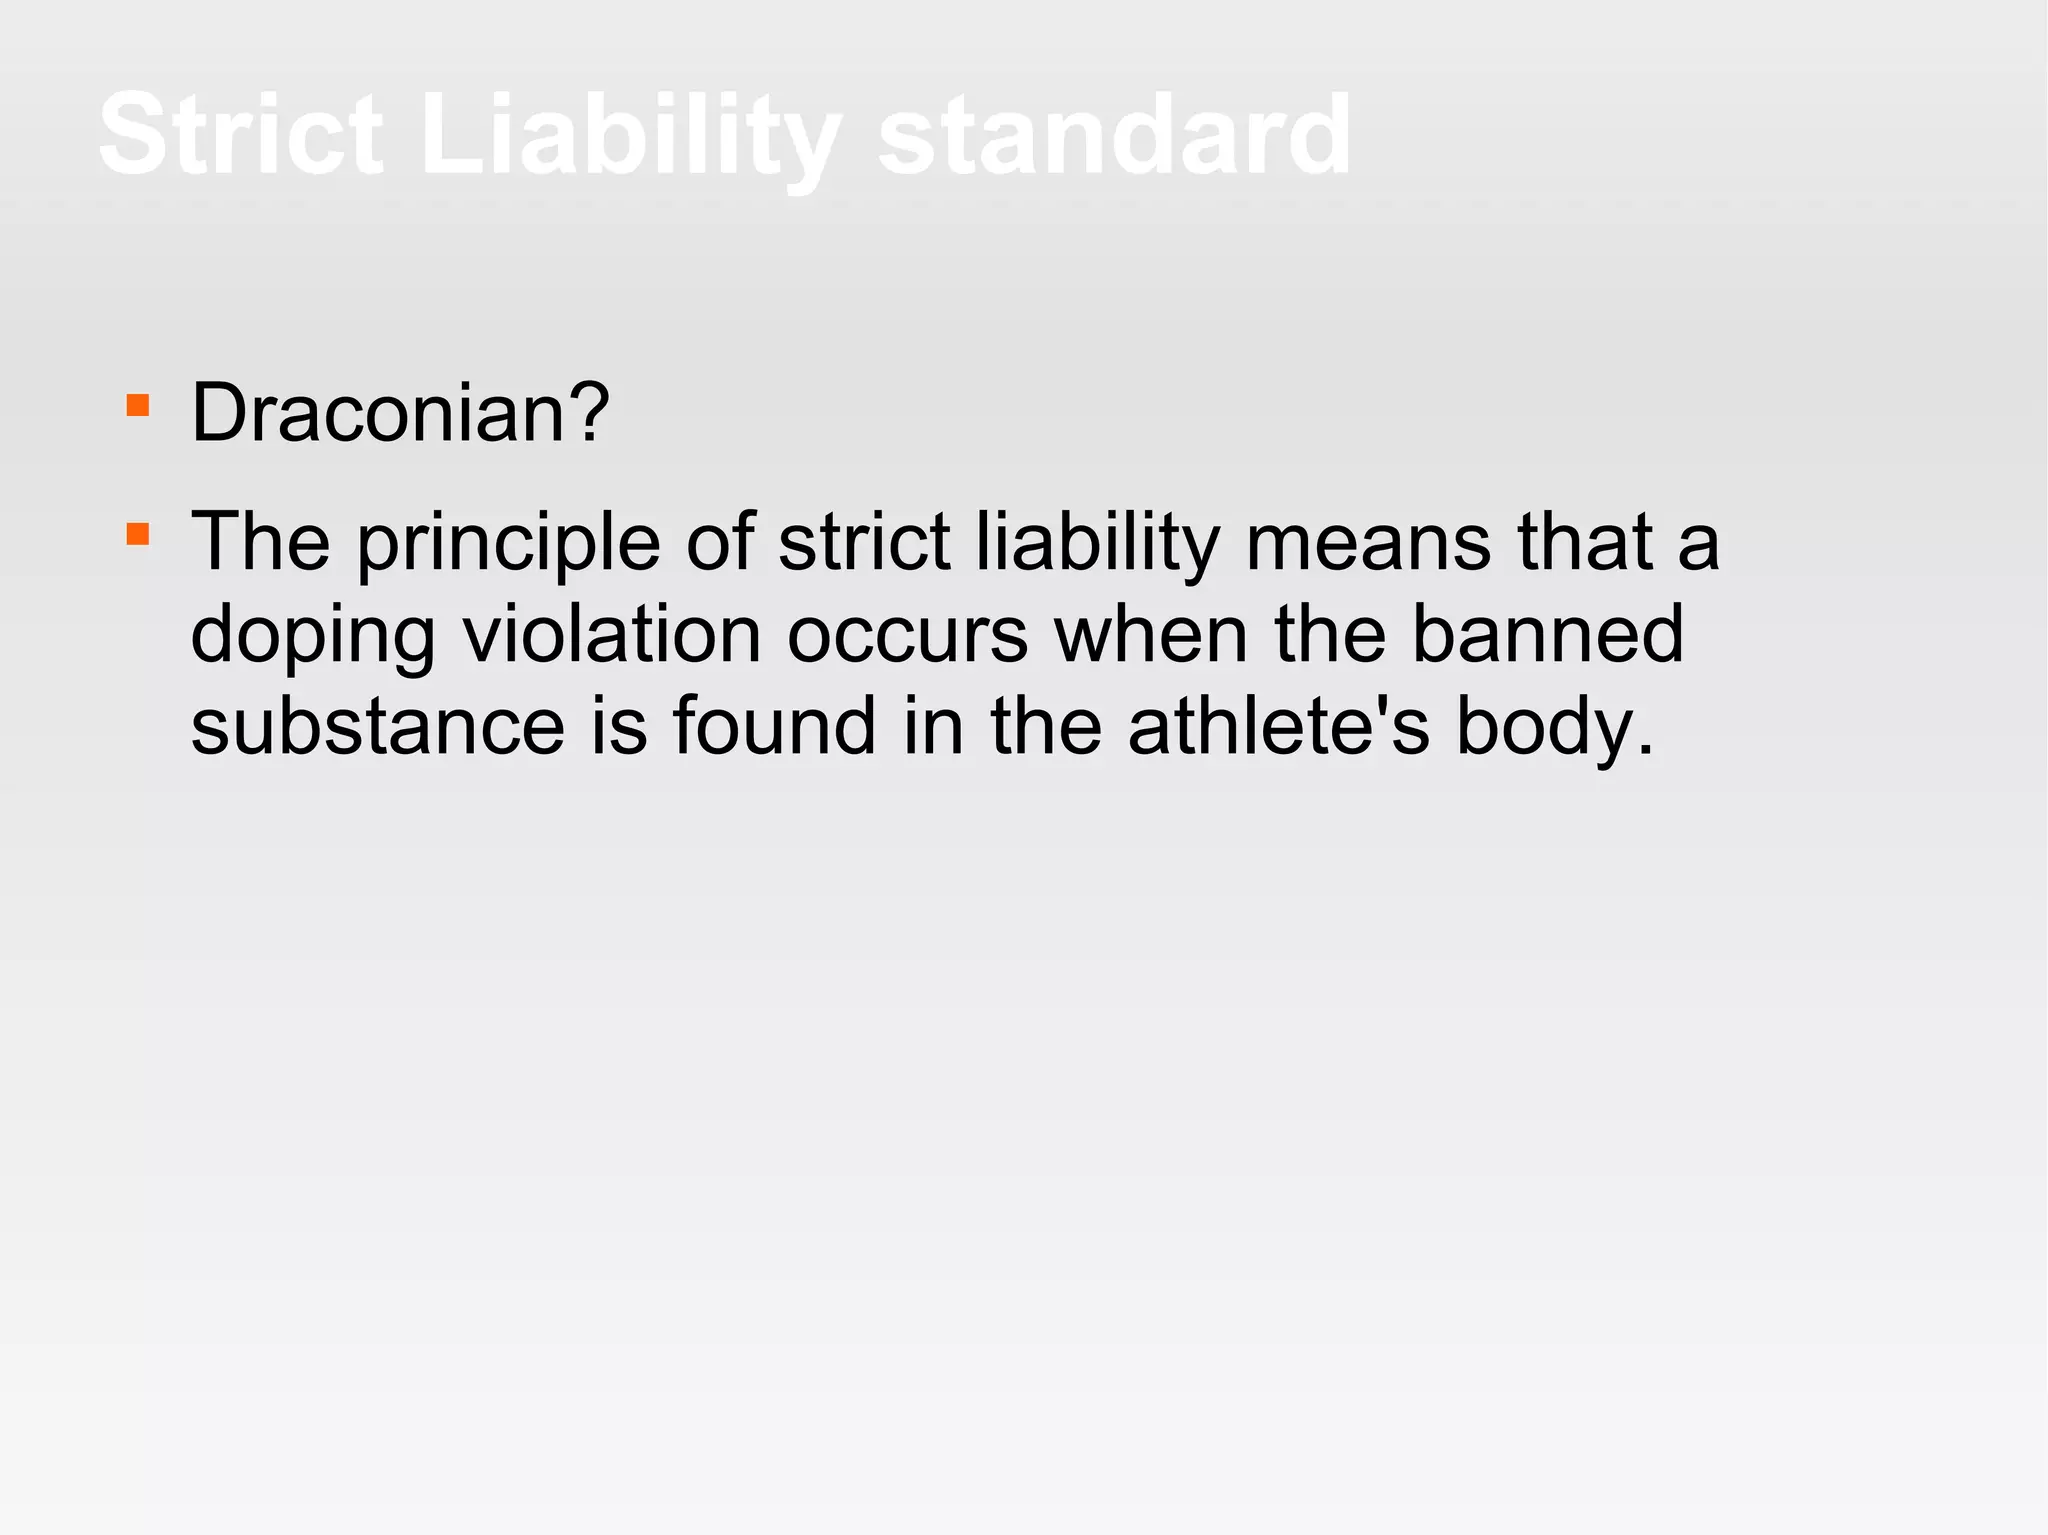 Strict Liability standard
Draconian?
The principle of strict liability means that a
doping violation occurs when the banned
substance is found in the athlete's body.